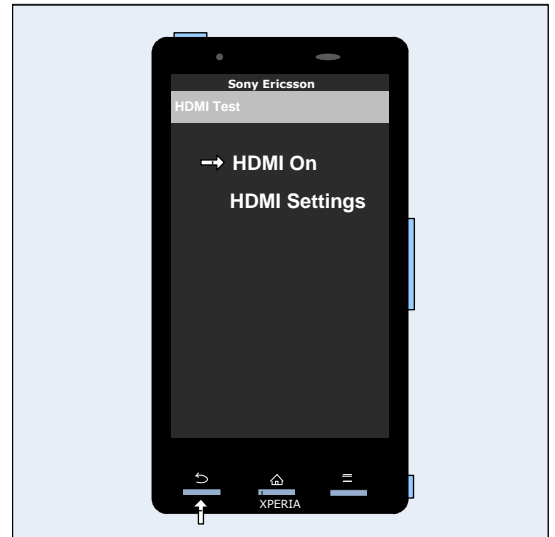 Sony Ericsson
HDMI Test
HDMI On
HDMI Settings
XPERIA